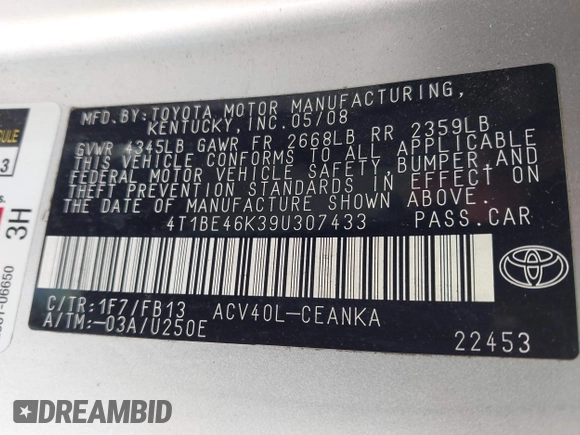 MFD.BY:TOYOTA MOTOR MANUFACTURING,
KENTUCKY, INC. 05/08
GVWR 4345LB GAWR FR 2668LB RR 2359LB
THIS VEHICLE CONFORMS TO ALL APPLICABLE
FEDERAL MOTOR VEHICLE SAFETY, BUMPER, AND
THEFT PREVENTION STANDARDS IN EFFECT ON
THE DATE OF MANUFACTURE SHOWN ABOVE.
4T1BE46K39U307433 PASS.CAR
C/TR:1F7/FB13 ACV40L-CEANKA
A/TM:-03A/U250E
22453
3H
DREAMBID